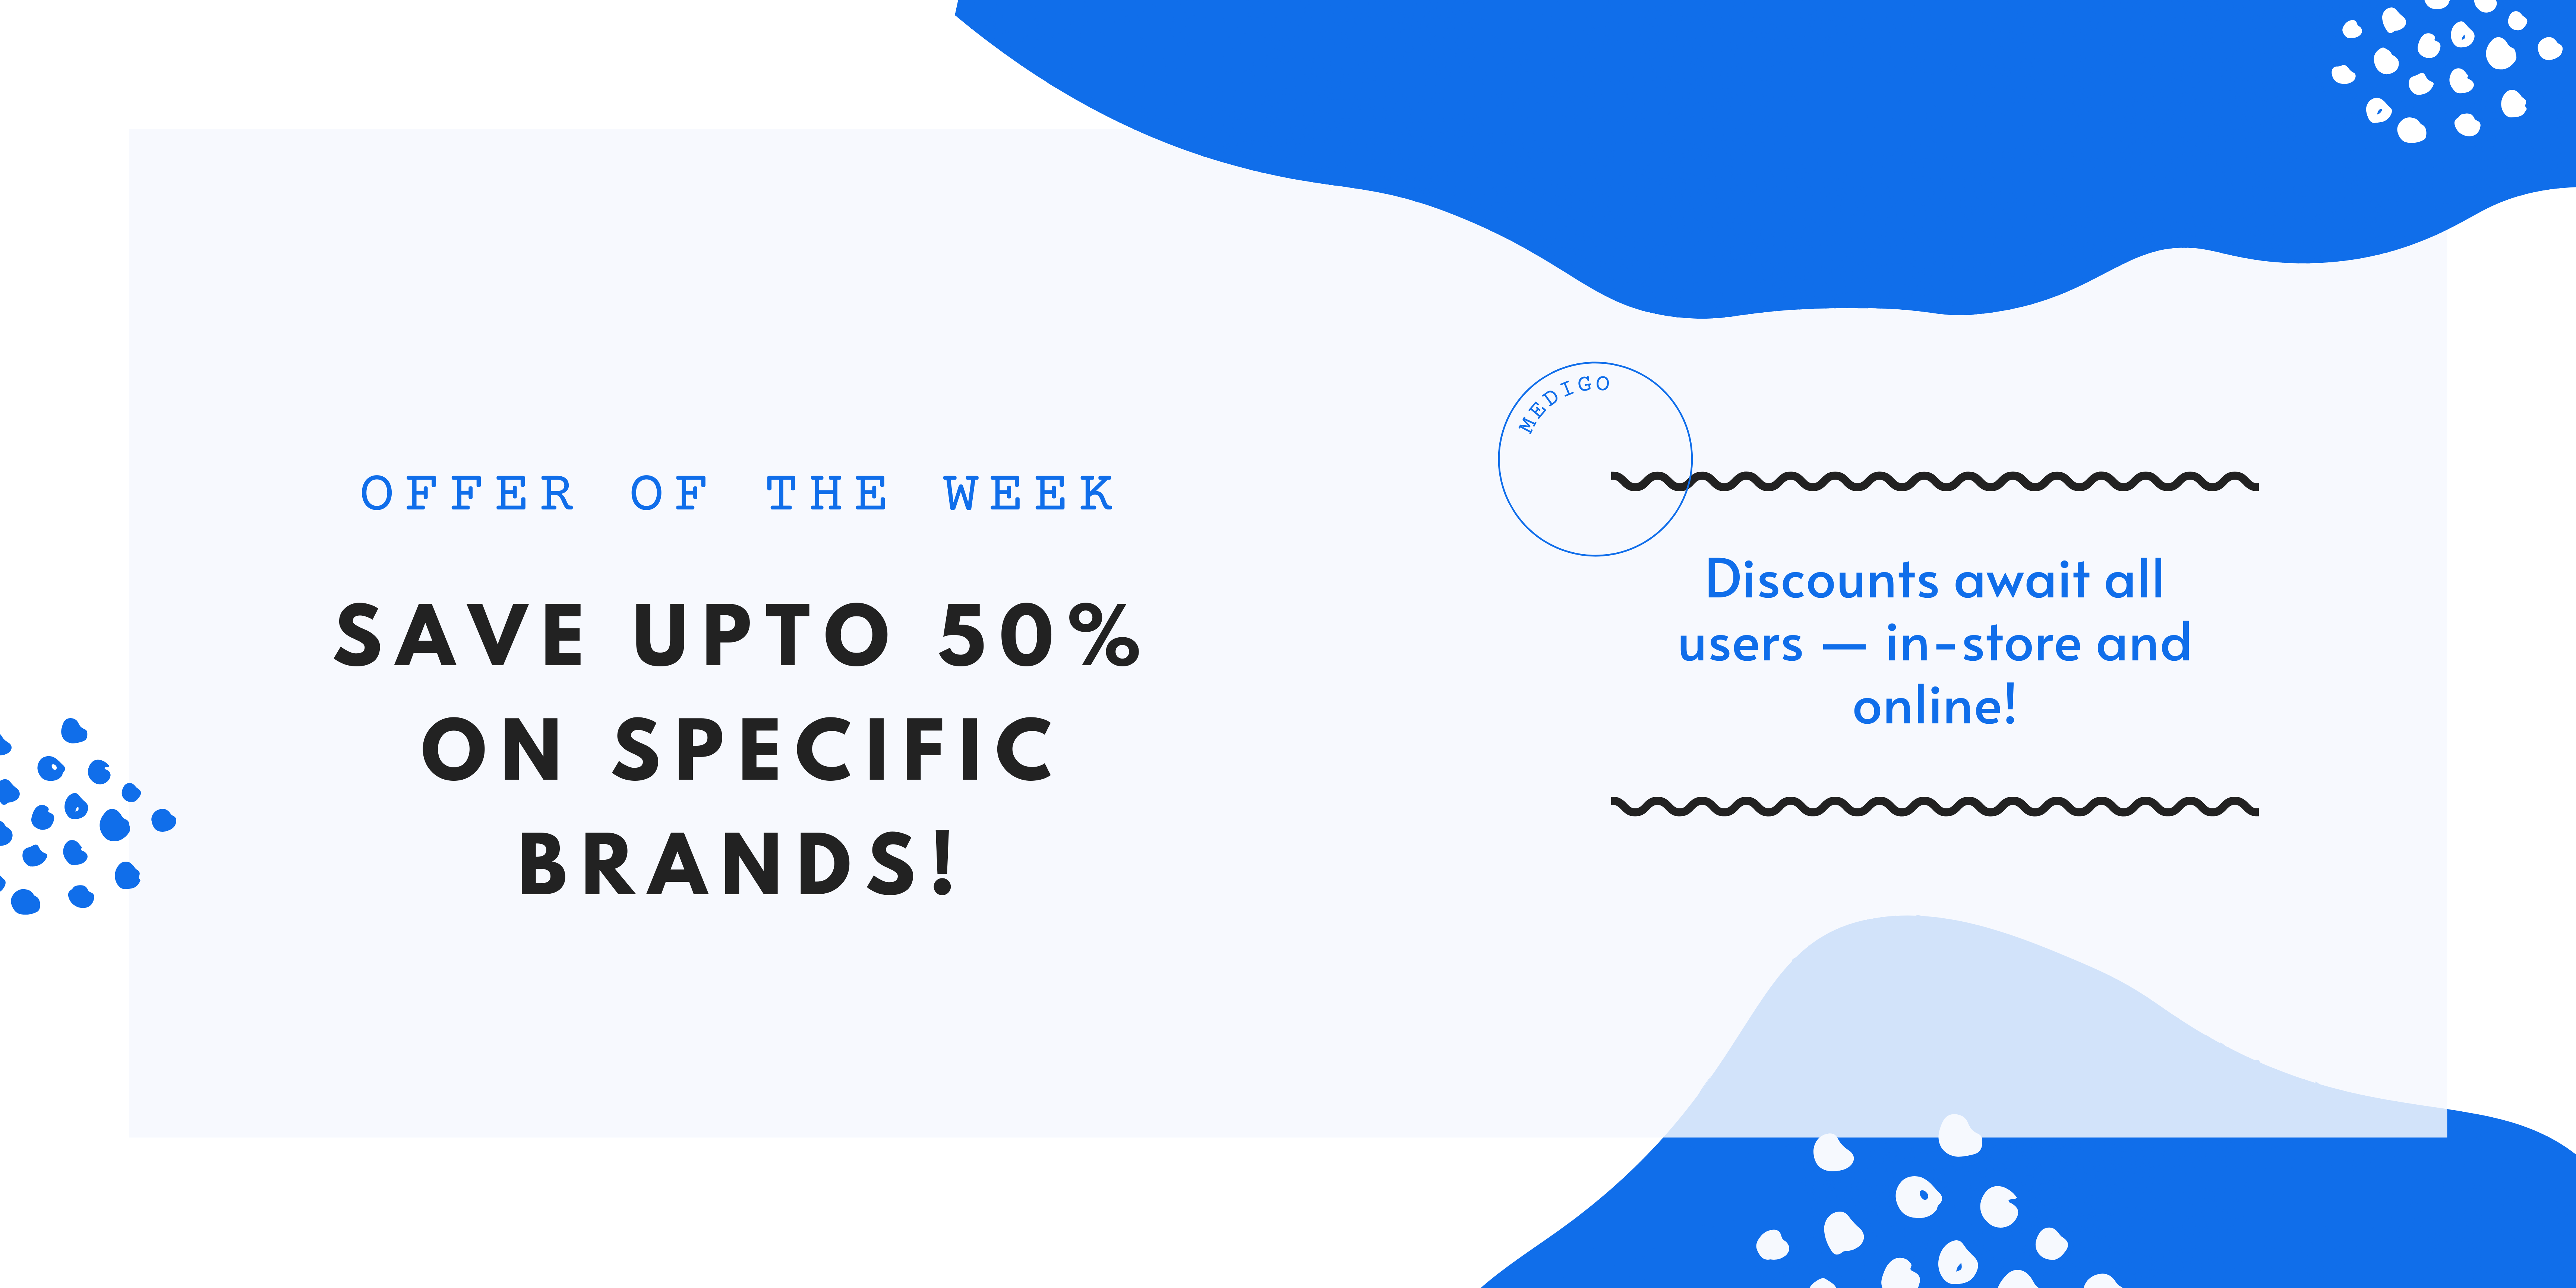 OFFER OF THE WEEK
SAVE UPTO 50%
ON SPECIFIC
BRANDS!
MEDIGO
Discounts await all
users — in-store and
online!